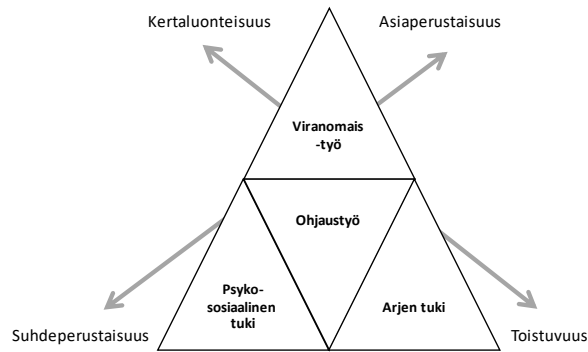 Kertaluonteisuus
Asiaperustaisuus
Viranomais
-työ
Ohjaustyö
Psyko-
sosiaalinen
tuki
Arjen tuki
Suhdeperustaisuus
Toistuvuus